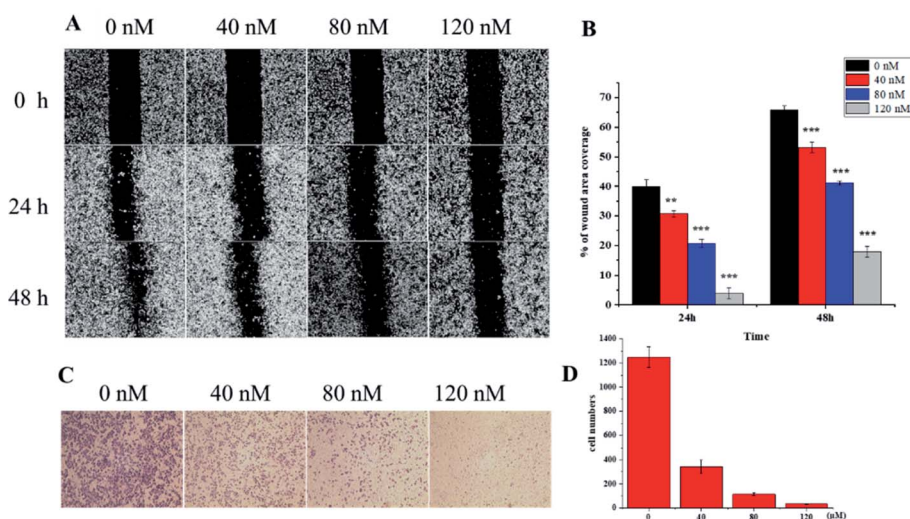 A
0 nM 40 nM 80 nM 120 nM
0 h
24 h
48 h
B
0 nM
40 nM
80 nM
120 nM
% of wound area coverage
70
60
50
40
30
20
10
0
**
***
***
***
***
***
24h 48h
Time
C
0 nM 40 nM 80 nM 120 nM
D
cell numbers
1400
1200
1000
800
600
400
200
0
0 40 80 120 (nM)